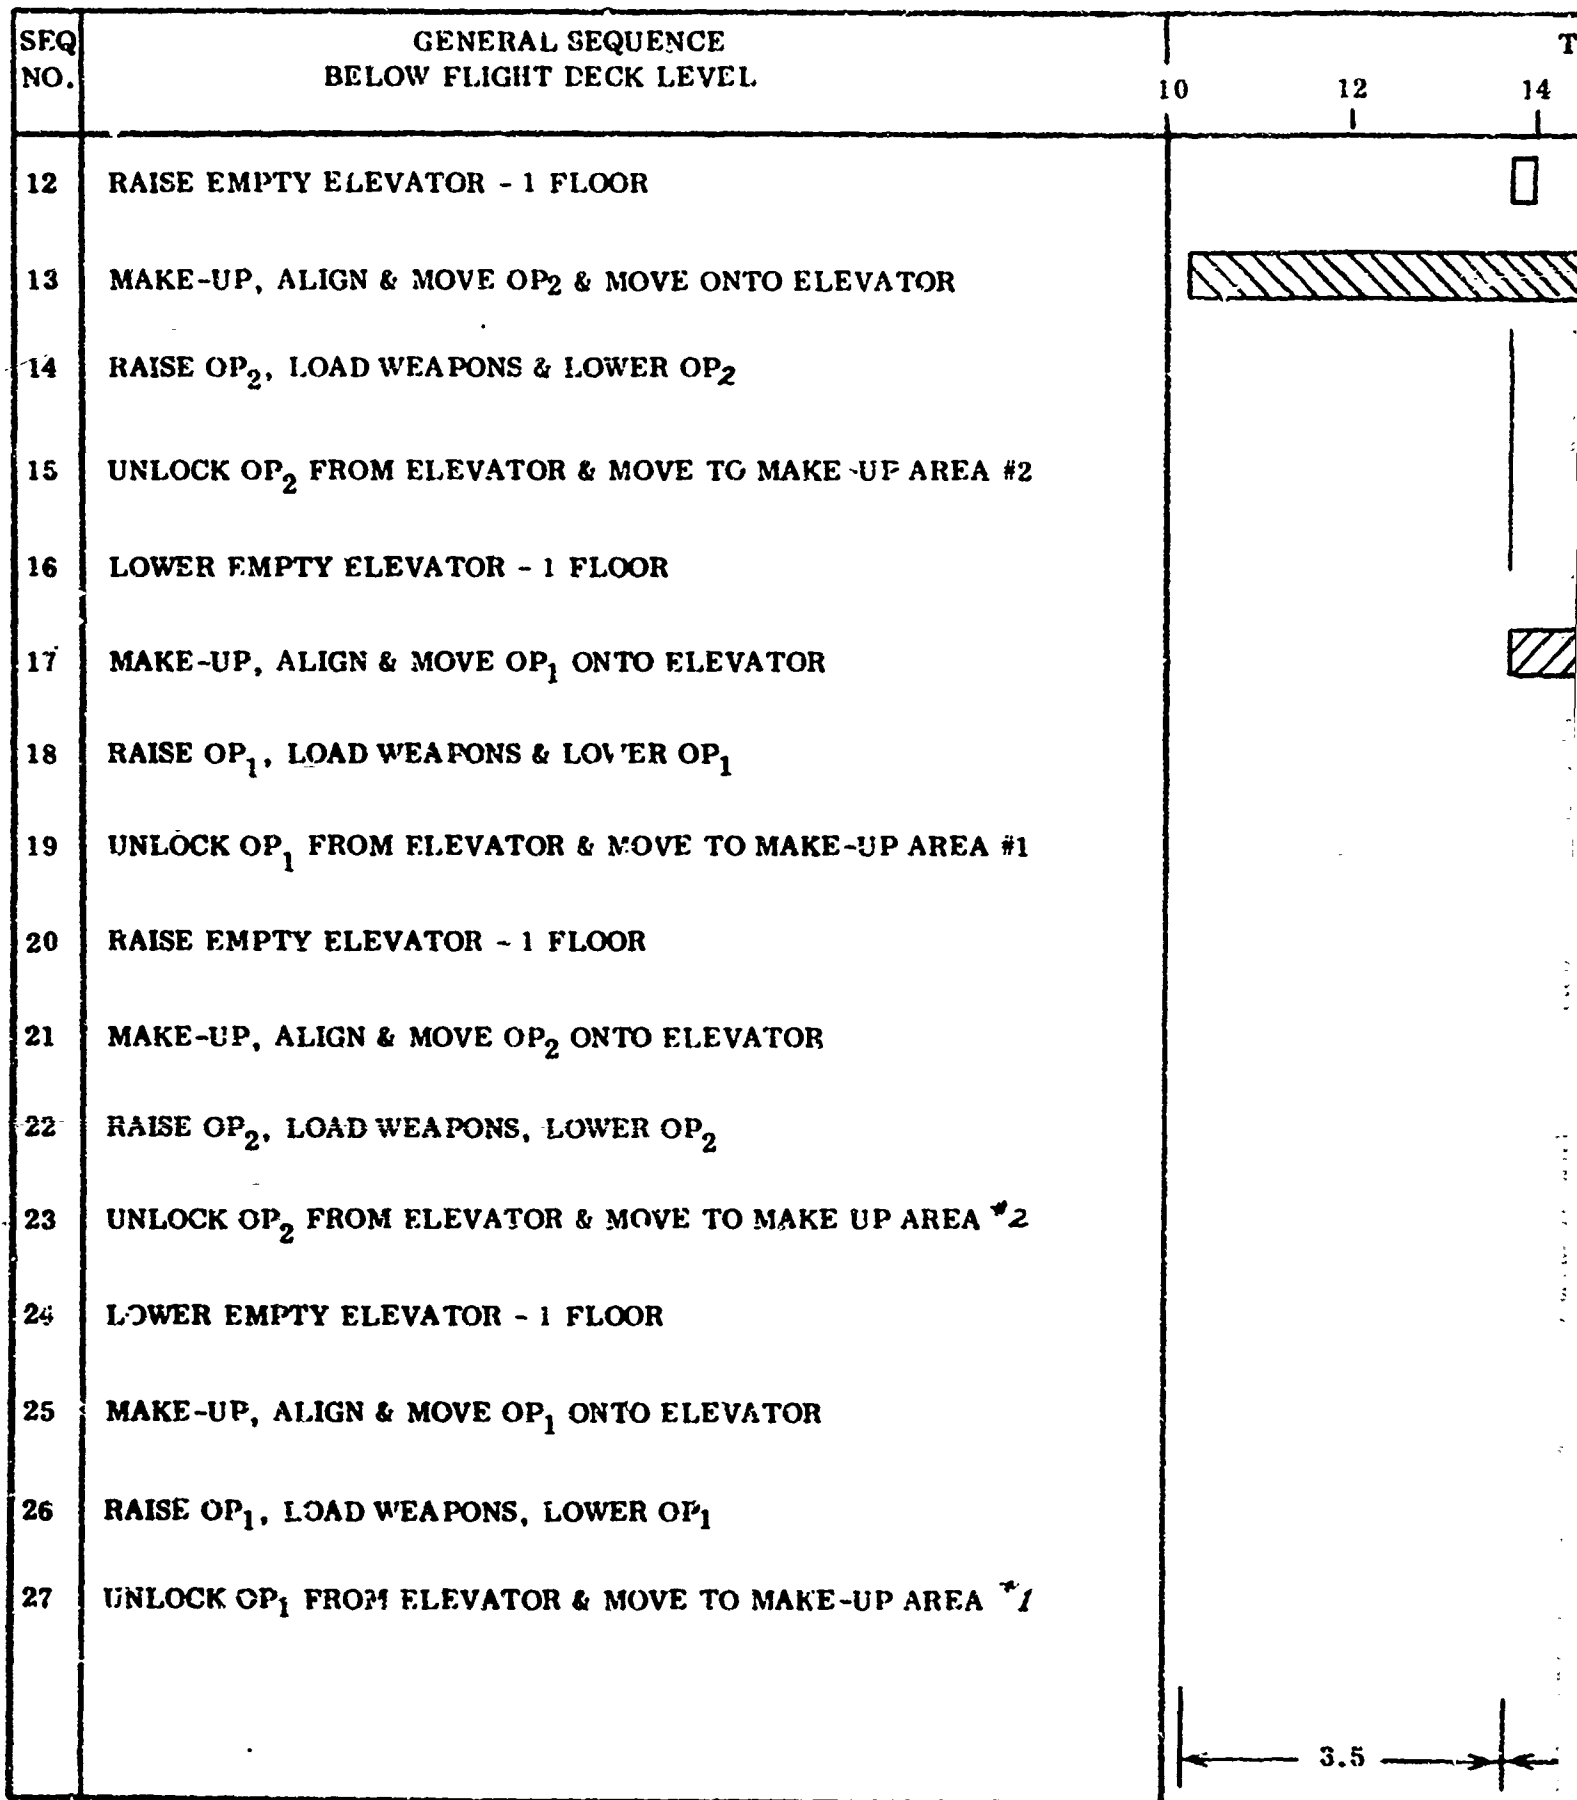 SEQ NO.
GENERAL SEQUENCE
BELOW FLIGHT DECK LEVEL
T
10 12 14
12 RAISE EMPTY ELEVATOR - 1 FLOOR
13 MAKE-UP, ALIGN & MOVE OP2 & MOVE ONTO ELEVATOR
14 RAISE OP2, LOAD WEAPONS & LOWER OP2
15 UNLOCK OP2 FROM ELEVATOR & MOVE TO MAKE-UP AREA #2
16 LOWER EMPTY ELEVATOR - 1 FLOOR
17 MAKE-UP, ALIGN & MOVE OP1 ONTO ELEVATOR
18 RAISE OP1, LOAD WEAPONS & LOWER OP1
19 UNLOCK OP1 FROM ELEVATOR & MOVE TO MAKE-UP AREA #1
20 RAISE EMPTY ELEVATOR - 1 FLOOR
21 MAKE-UP, ALIGN & MOVE OP2 ONTO ELEVATOR
22 RAISE OP2, LOAD WEAPONS, LOWER OP2
23 UNLOCK OP2 FROM ELEVATOR & MOVE TO MAKE UP AREA #2
24 LOWER EMPTY ELEVATOR - 1 FLOOR
25 MAKE-UP, ALIGN & MOVE OP1 ONTO ELEVATOR
26 RAISE OP1, LOAD WEAPONS, LOWER OP1
27 UNLOCK OP1 FROM ELEVATOR & MOVE TO MAKE-UP AREA #1
3.5